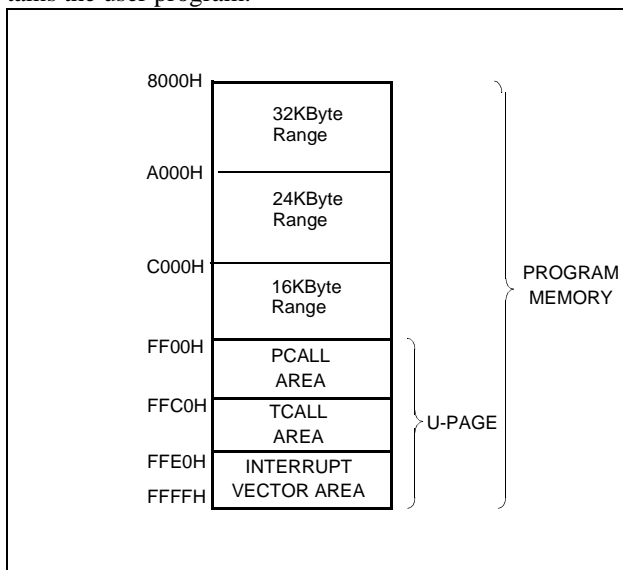 tains the user program.
8000H
32KByte
Range
A000H
24KByte
Range
C000H
16KByte
Range
PROGRAM
MEMORY
FF00H
PCALL
AREA
FFC0H
TCALL
AREA
U-PAGE
FFE0H
INTERRUPT
VECTOR AREA
FFFFH